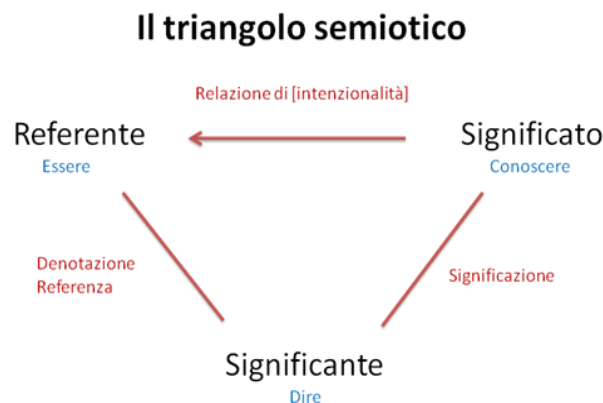 Il triangolo semiotico
Relazione di [intenzionalità]
Referente
Significato
Essere
Conoscere
Denotazione
Referenza
Significazione
Significante
Dire